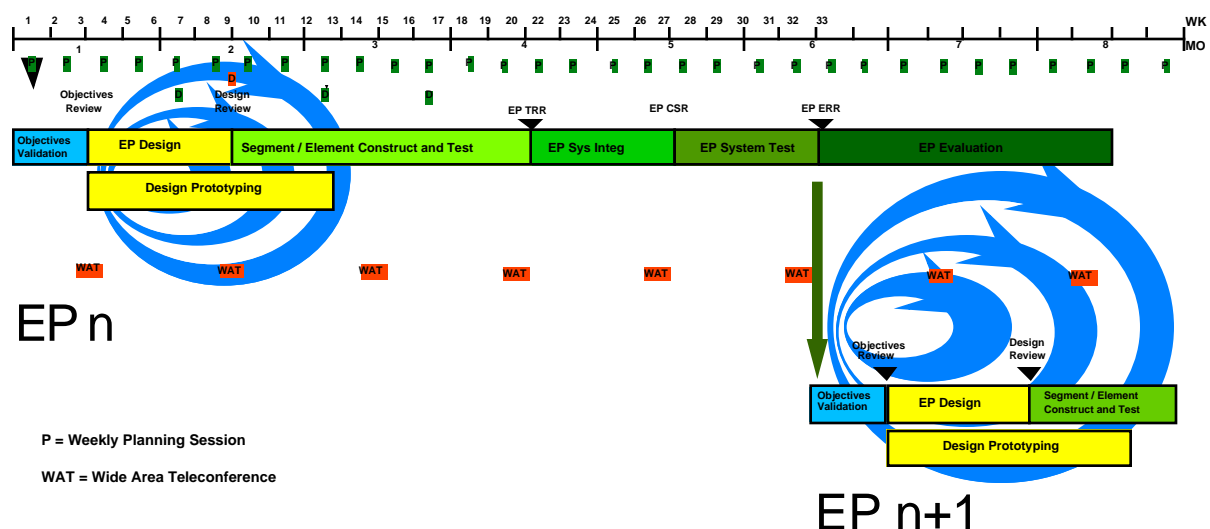 1 2 3 4 5 6 7 8 9 10 11 12 13 14 15 16 17 18 19 20 22 23 24 25 26 27 28 29 30 31 32 33 WK
1 2 3 4 5 6 7 8 MO
P P P P P P P P P P P P P P P P P P P P P P P P P P P P P P P P
D
Objectives
Review
D
Design
Review
D
D
EP TRR
EP CSR
EP ERR
Objectives
Validation
EP Design
Segment / Element Construct and Test
EP Sys Integ
EP System Test
EP Evaluation
Design Prototyping
WAT WAT WAT WAT WAT WAT WAT WAT
EP n
Objectives
Review
Design
Review
Objectives
Validation
EP Design
Segment / Element
Construct and Test
Design Prototyping
P = Weekly Planning Session
WAT = Wide Area Teleconference
EP n+1